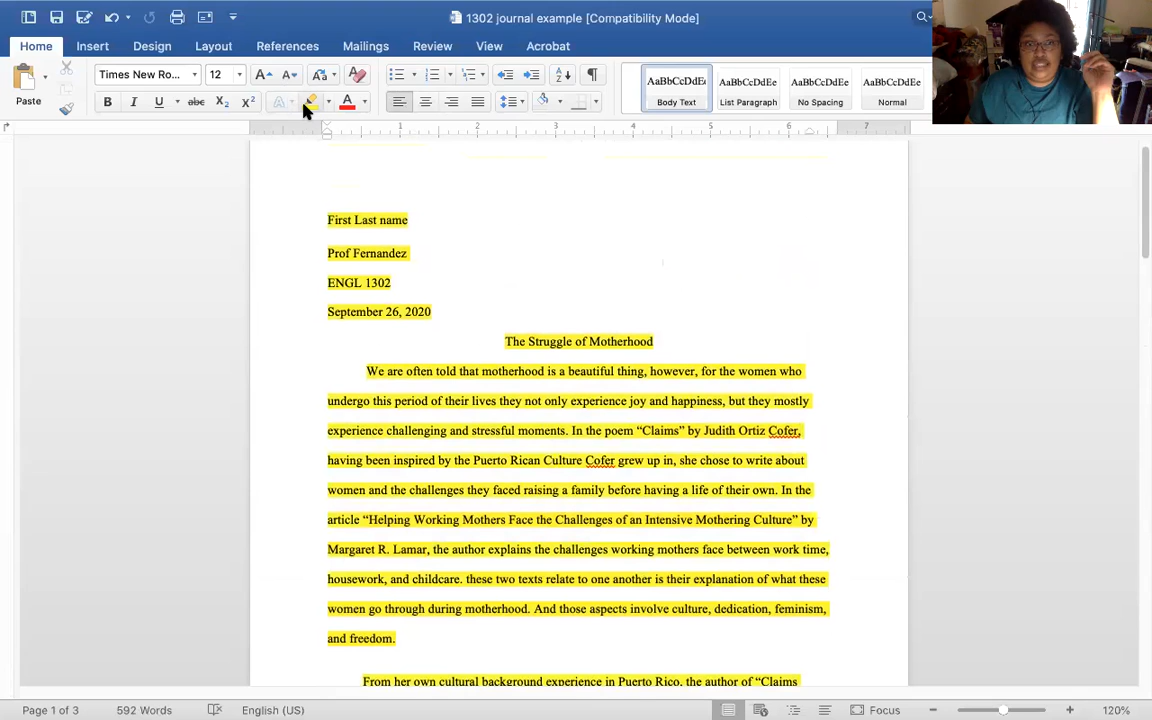 1302 journal example [Compatibility Mode]
Home Insert Design Layout References Mailings Review View Acrobat
Paste
Times New Ro... 12
AaBbCcDdEe AaBbCcDdEe AaBbCcDdEe AaBbCcDdEe
Body Text List Paragraph No Spacing Normal
1 2 3 4 5 6 7
First Last name
Prof Fernandez
ENGL 1302
September 26, 2020
The Struggle of Motherhood
We are often told that motherhood is a beautiful thing, however, for the women who
undergo this period of their lives they not only experience joy and happiness, but they mostly
experience challenging and stressful moments. In the poem “Claims” by Judith Ortiz Cofer,
having been inspired by the Puerto Rican Culture Cofer grew up in, she chose to write about
women and the challenges they faced raising a family before having a life of their own. In the
article “Helping Working Mothers Face the Challenges of an Intensive Mothering Culture” by
Margaret R. Lamar, the author explains the challenges working mothers face between work time,
housework, and childcare. these two texts relate to one another is their explanation of what these
women go through during motherhood. And those aspects involve culture, dedication, feminism,
and freedom.
From her own cultural background experience in Puerto Rico, the author of “Claims
Page 1 of 3 592 Words English (US) Focus 120%